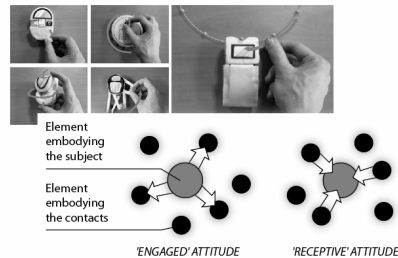 Element
embodying
the subject
Element
embodying
the contacts
'ENGAGED' ATTITUDE
'RECEPTIVE' ATTITUDE